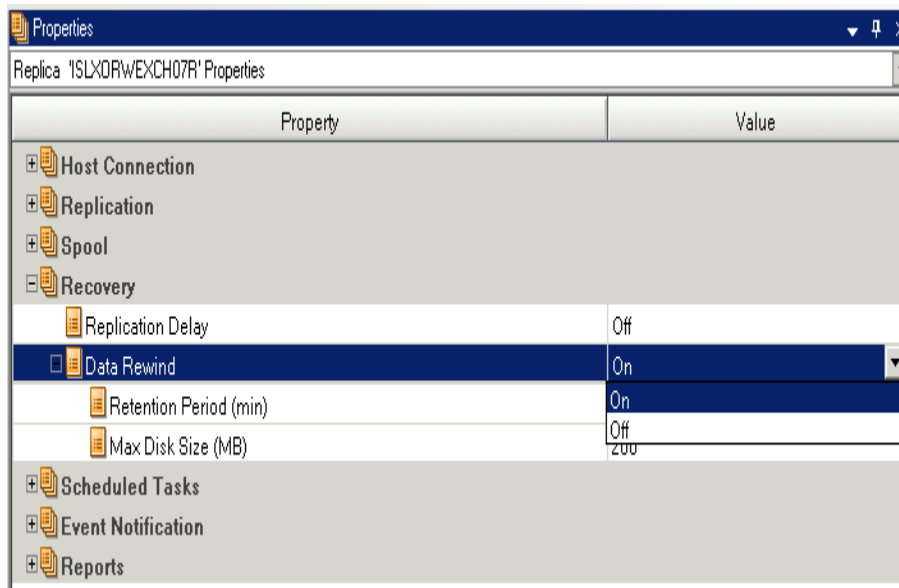 Properties
Replica 'ISLXORWEXCH07R' Properties
Property Value
Host Connection
Replication
Spool
Recovery
Replication Delay Off
Data Rewind On
Retention Period (min) On
Off
Max Disk Size (MB) 200
Scheduled Tasks
Event Notification
Reports